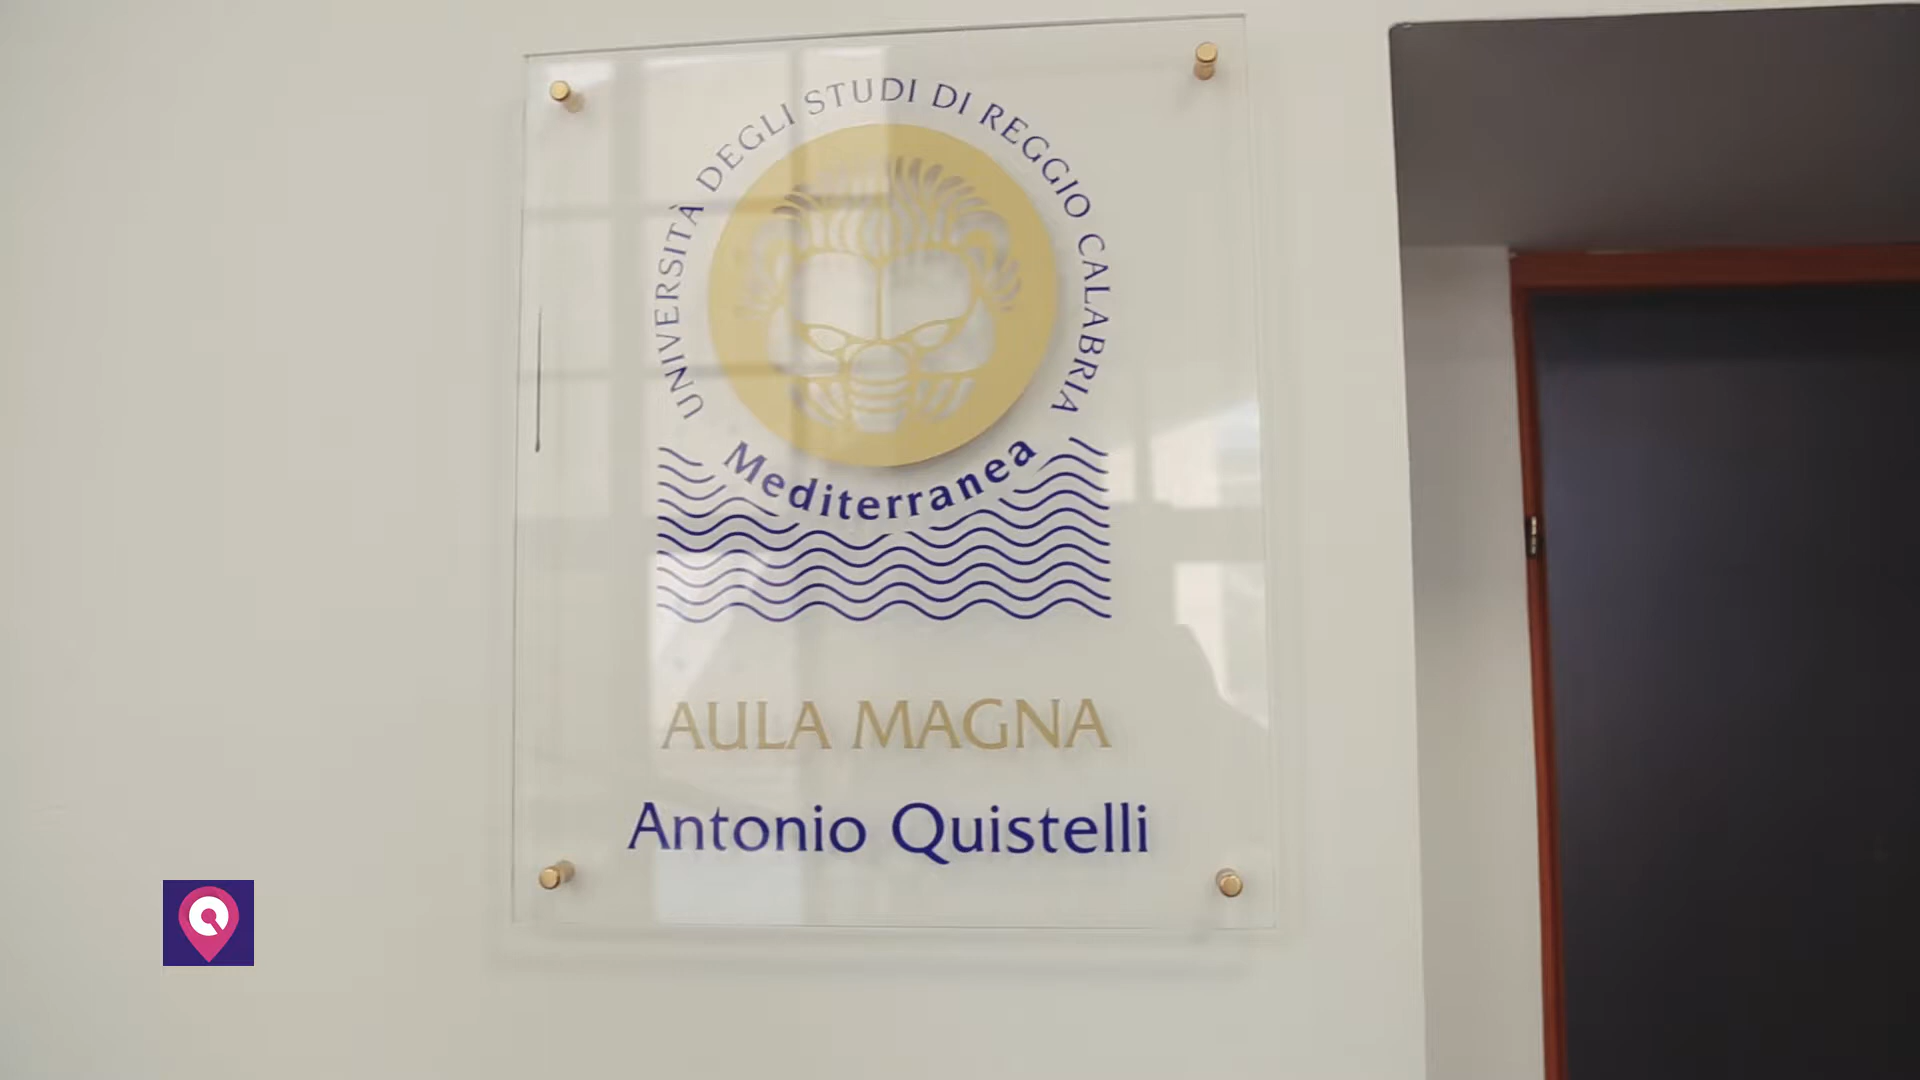 UNIVERSITÀ DEGLI STUDI DI REGGIO CALABRIA
Mediterranea
AULA MAGNA
Antonio Quistelli